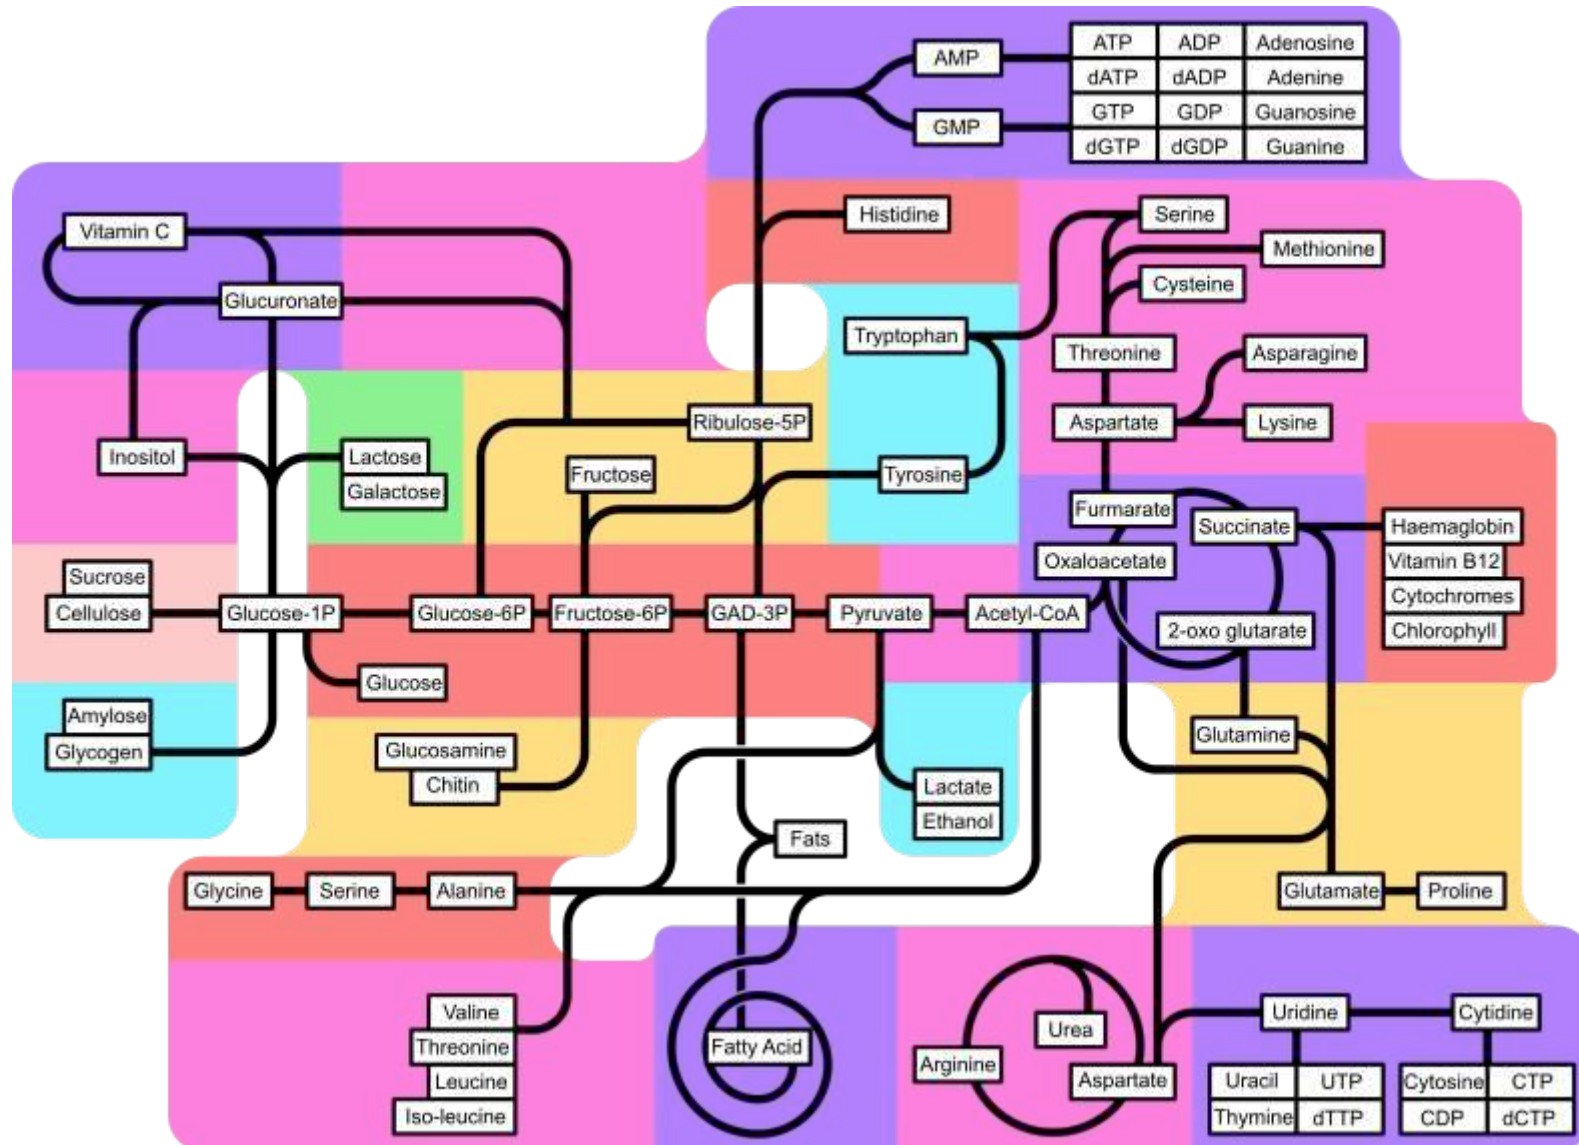 AMP
ATP ADP Adenosine
dATP dADP Adenine
GMP
GTP GDP Guanosine
dGTP dGDP Guanine
Vitamin C
Histidine
Serine
Methionine
Glucuronate
Cysteine
Tryptophan
Threonine
Asparagine
Ribulose-5P
Aspartate
Lysine
Inositol
Lactose
Galactose
Fructose
Tyrosine
Furmarate
Succinate
Haemaglobin
Oxaloacetate
Vitamin B12
Sucrose
Cytochromes
Cellulose
Glucose-1P
Glucose-6P
Fructose-6P
GAD-3P
Pyruvate
Acetyl-CoA
2-oxo glutarate
Chlorophyll
Glucose
Amylose
Glycogen
Glucosamine
Chitin
Glutamine
Lactate
Ethanol
Fats
Glycine
Serine
Alanine
Glutamate
Proline
Valine
Threonine
Leucine
Iso-leucine
Fatty Acid
Arginine
Urea
Aspartate
Uridine
Cytidine
Uracil UTP
Thymine dTTP
Cytosine CTP
CDP dCTP